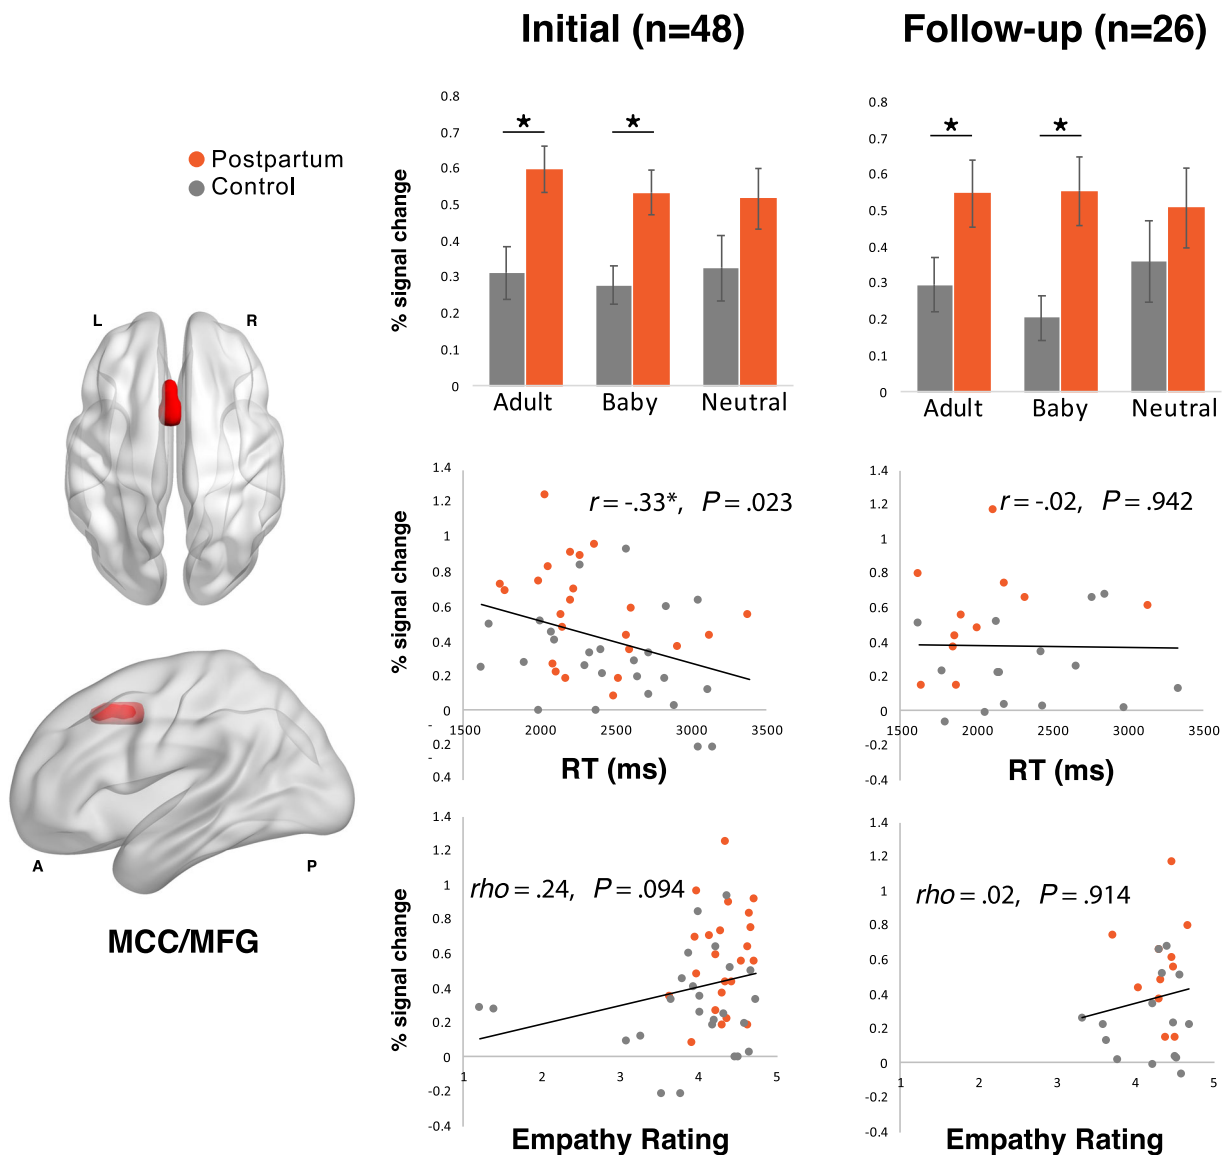 Initial (n=48)
Follow-up (n=26)
Postpartum
Control
L
R
A
P
MCC/MFG
% signal change
0.8
0.7
0.6
0.5
0.4
0.3
0.2
0.1
0
★
★
Adult
Baby
Neutral
0.8
0.7
0.6
0.5
0.4
0.3
0.2
0.1
0
★
★
Adult
Baby
Neutral
% signal change
1.4
1.2
1
0.8
0.6
0.4
0.2
0
-
0.2
-
0.4
r = -.33*, P = .023
1500 2000 2500 3000 3500
RT (ms)
1.4
1.2
1
0.8
0.6
0.4
0.2
0
-0.2
-0.4
r = -.02, P = .942
1500 2000 2500 3000 3500
RT (ms)
% signal change
1.4
1.2
1
0.8
0.6
0.4
0.2
0
-0.2
-0.4
rho = .24, P = .094
1 2 3 4 5
Empathy Rating
1.4
1.2
1
0.8
0.6
0.4
0.2
0
-0.2
-0.4
rho = .02, P = .914
1 2 3 4 5
Empathy Rating